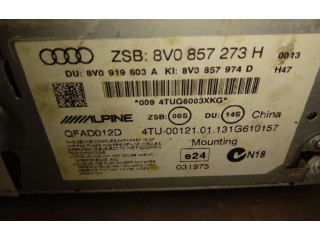 ZSB: 8V0 857 273 H 0013
DU: 8V0 919 603 A KI: 8V0 857 974 D H47
*009 4TUG6003XKG*
ALPINE ZSB: 06S DU: 14S China
QFAD012D 4TU-00121.01.131G610157
Mounting
e24 N18
031975